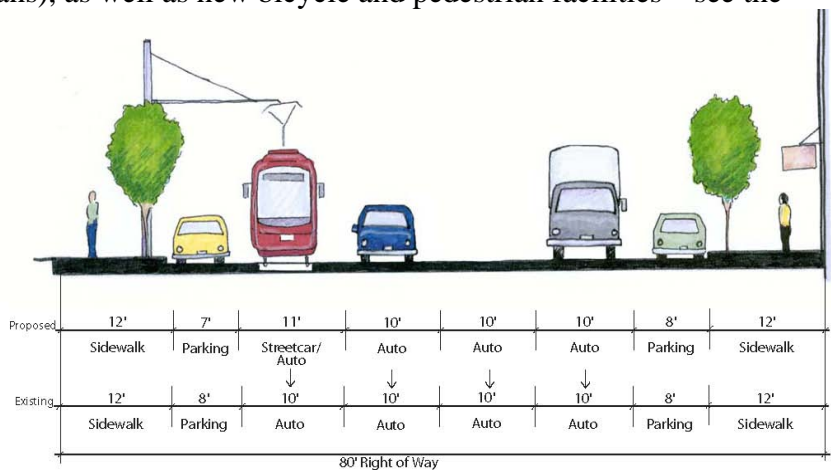 ans), as well as new bicycle and pedestrian facilities – see the
Proposed 12' 7' 11' 10' 10' 10' 8' 12'
Sidewalk Parking Streetcar/ Auto Auto Auto Parking Sidewalk
Auto
Existing 12' 8' 10' 10' 10' 10' 8' 12'
Sidewalk Parking Auto Auto Auto Auto Parking Sidewalk
80' Right of Way